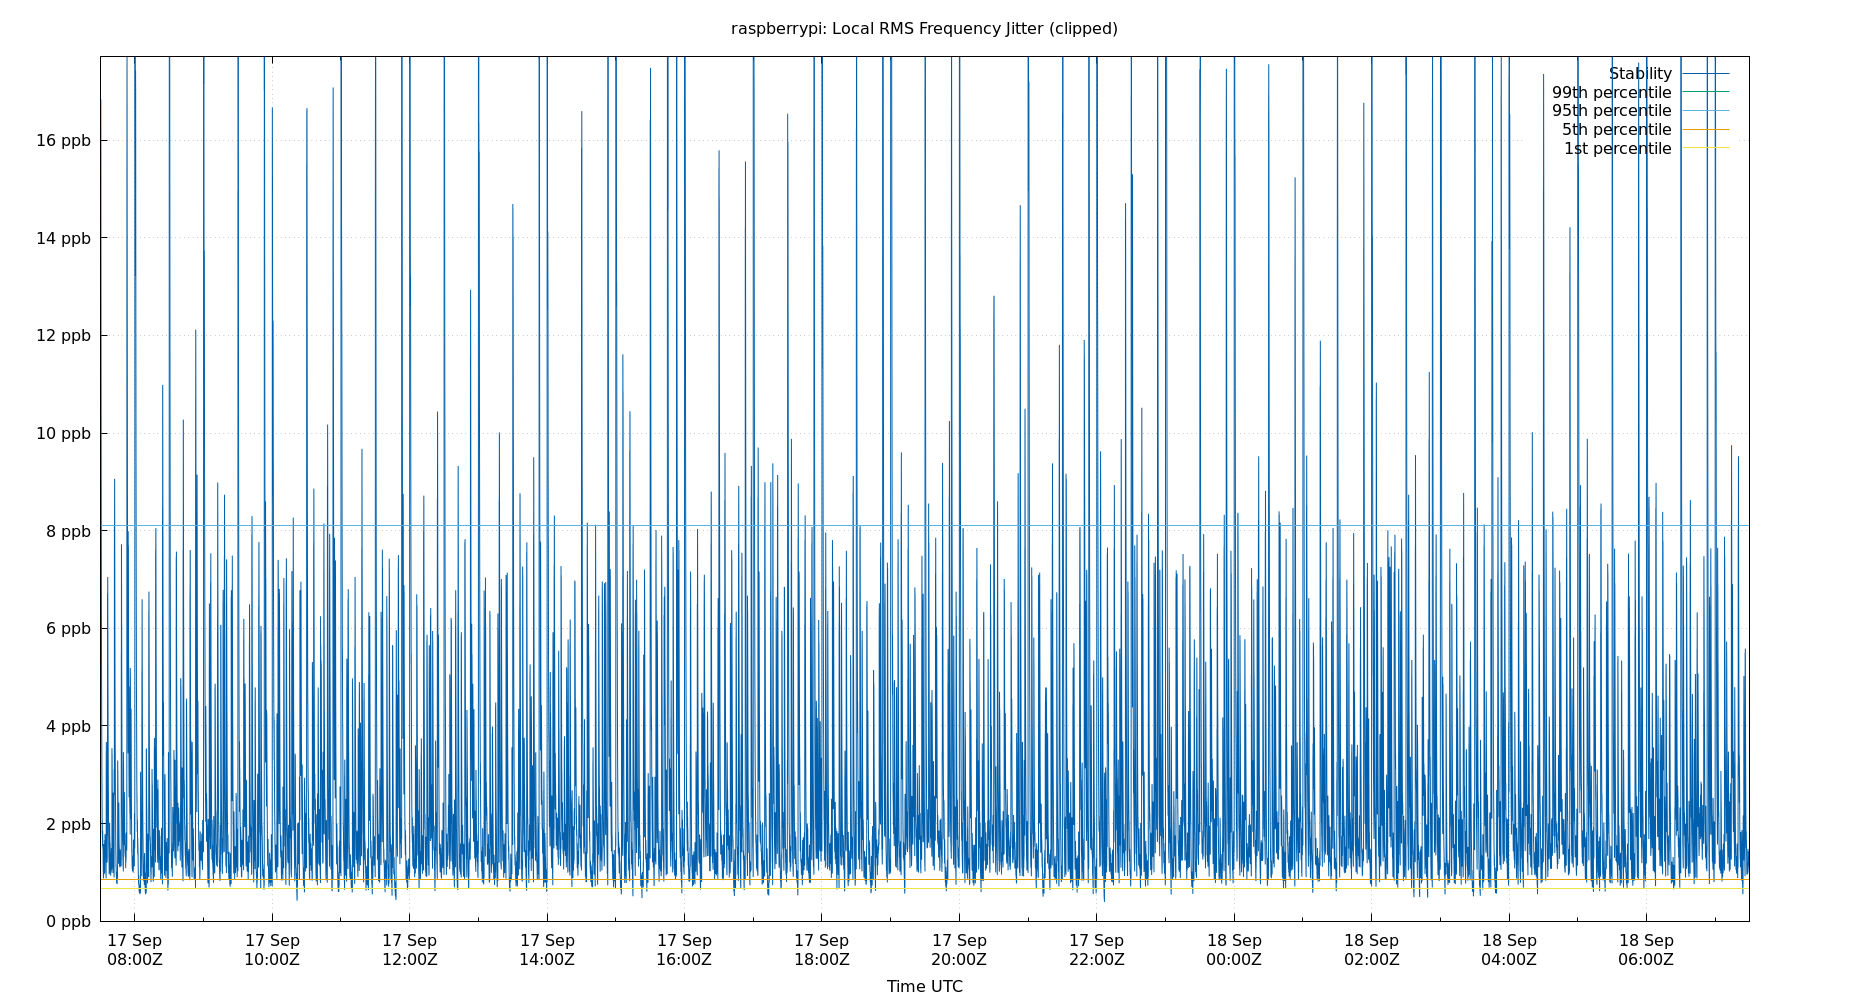 raspberrypi: Local RMS Frequency Jitter (clipped)
Stability
99th percentile
95th percentile
5th percentile
1st percentile
16 ppb
14 ppb
12 ppb
10 ppb
8 ppb
6 ppb
4 ppb
2 ppb
0 ppb
17 Sep 17 Sep 17 Sep 17 Sep 17 Sep 17 Sep 17 Sep 17 Sep 18 Sep 18 Sep 18 Sep 18 Sep
08:00Z 10:00Z 12:00Z 14:00Z 16:00Z 18:00Z 20:00Z 22:00Z 00:00Z 02:00Z 04:00Z 06:00Z
Time UTC